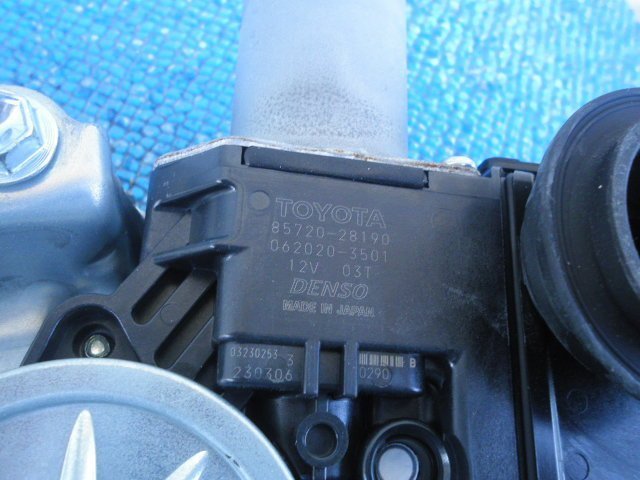 TOYOTA
85720-28190
062020-3501
12V 03T
DENSO
MADE IN JAPAN
03230253 3
230306
0290
B